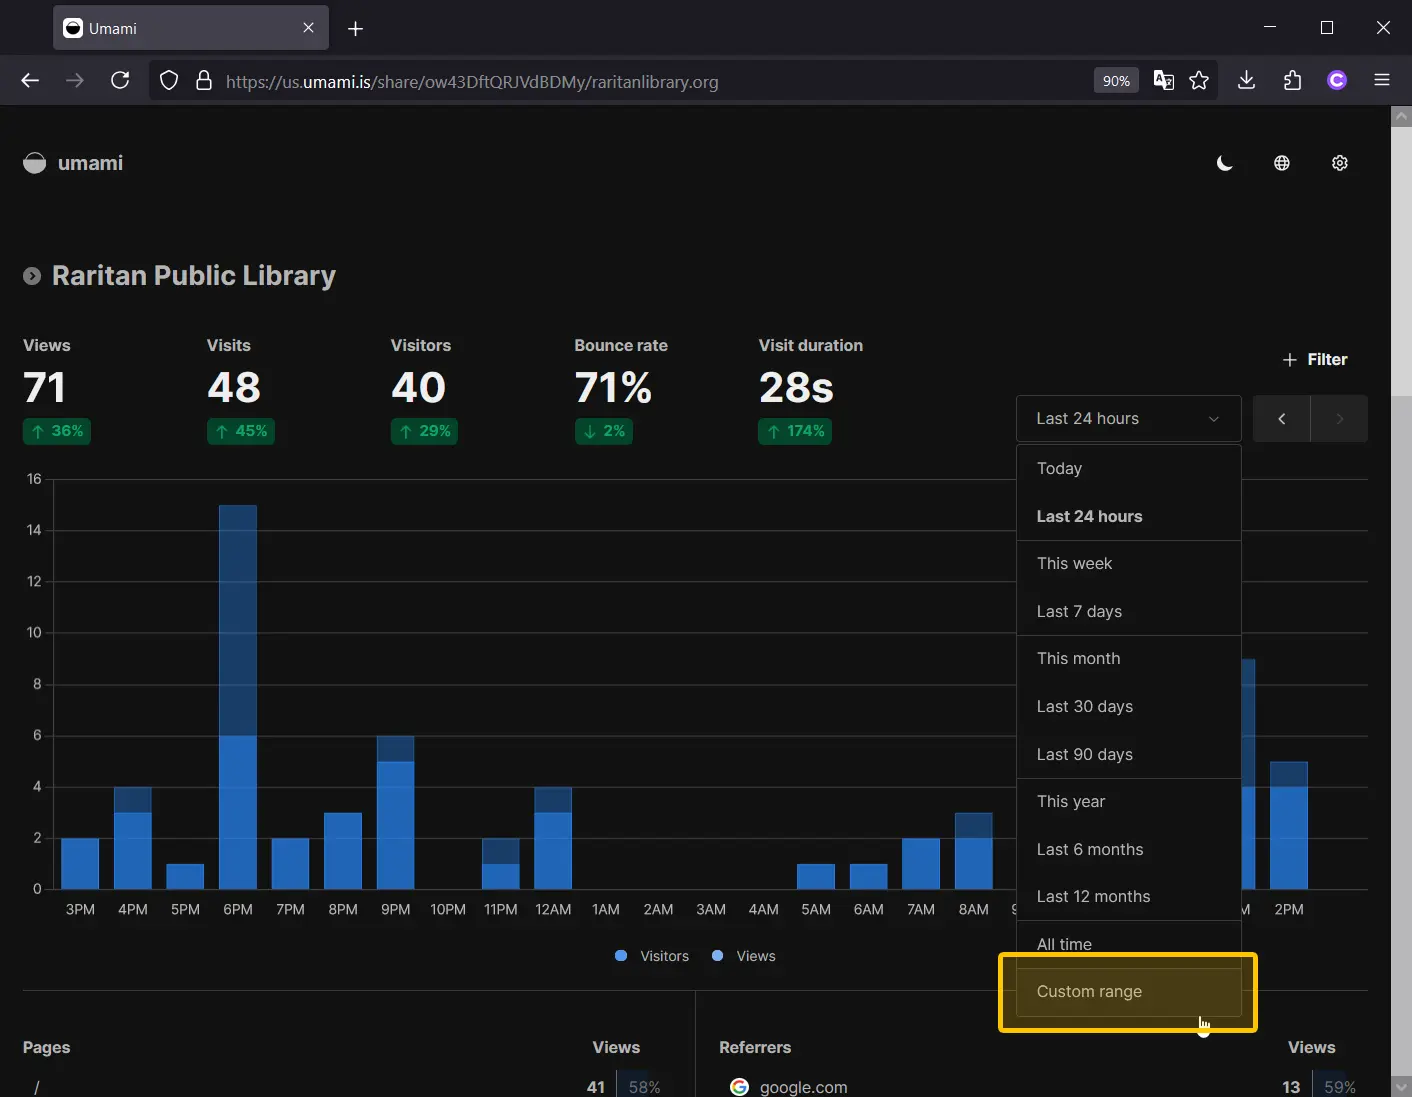 Umami
https://us.umami.is/share/ow43DftQRJVdBDMy/raritanlibrary.org
90%
umami
Raritan Public Library
Views Visits Visitors Bounce rate Visit duration
71 48 40 71% 28s
36% 45% 29% 2% 174%
Filter
Last 24 hours
Today
Last 24 hours
This week
Last 7 days
This month
Last 30 days
Last 90 days
This year
Last 6 months
Last 12 months
All time
Custom range
16
14
12
10
8
6
4
2
0
3PM 4PM 5PM 6PM 7PM 8PM 9PM 10PM 11PM 12AM 1AM 2AM 3AM 4AM 5AM 6AM 7AM 8AM 2PM
Visitors Views
Pages Views Referrers Views
/ 41 58% google.com 13 59%